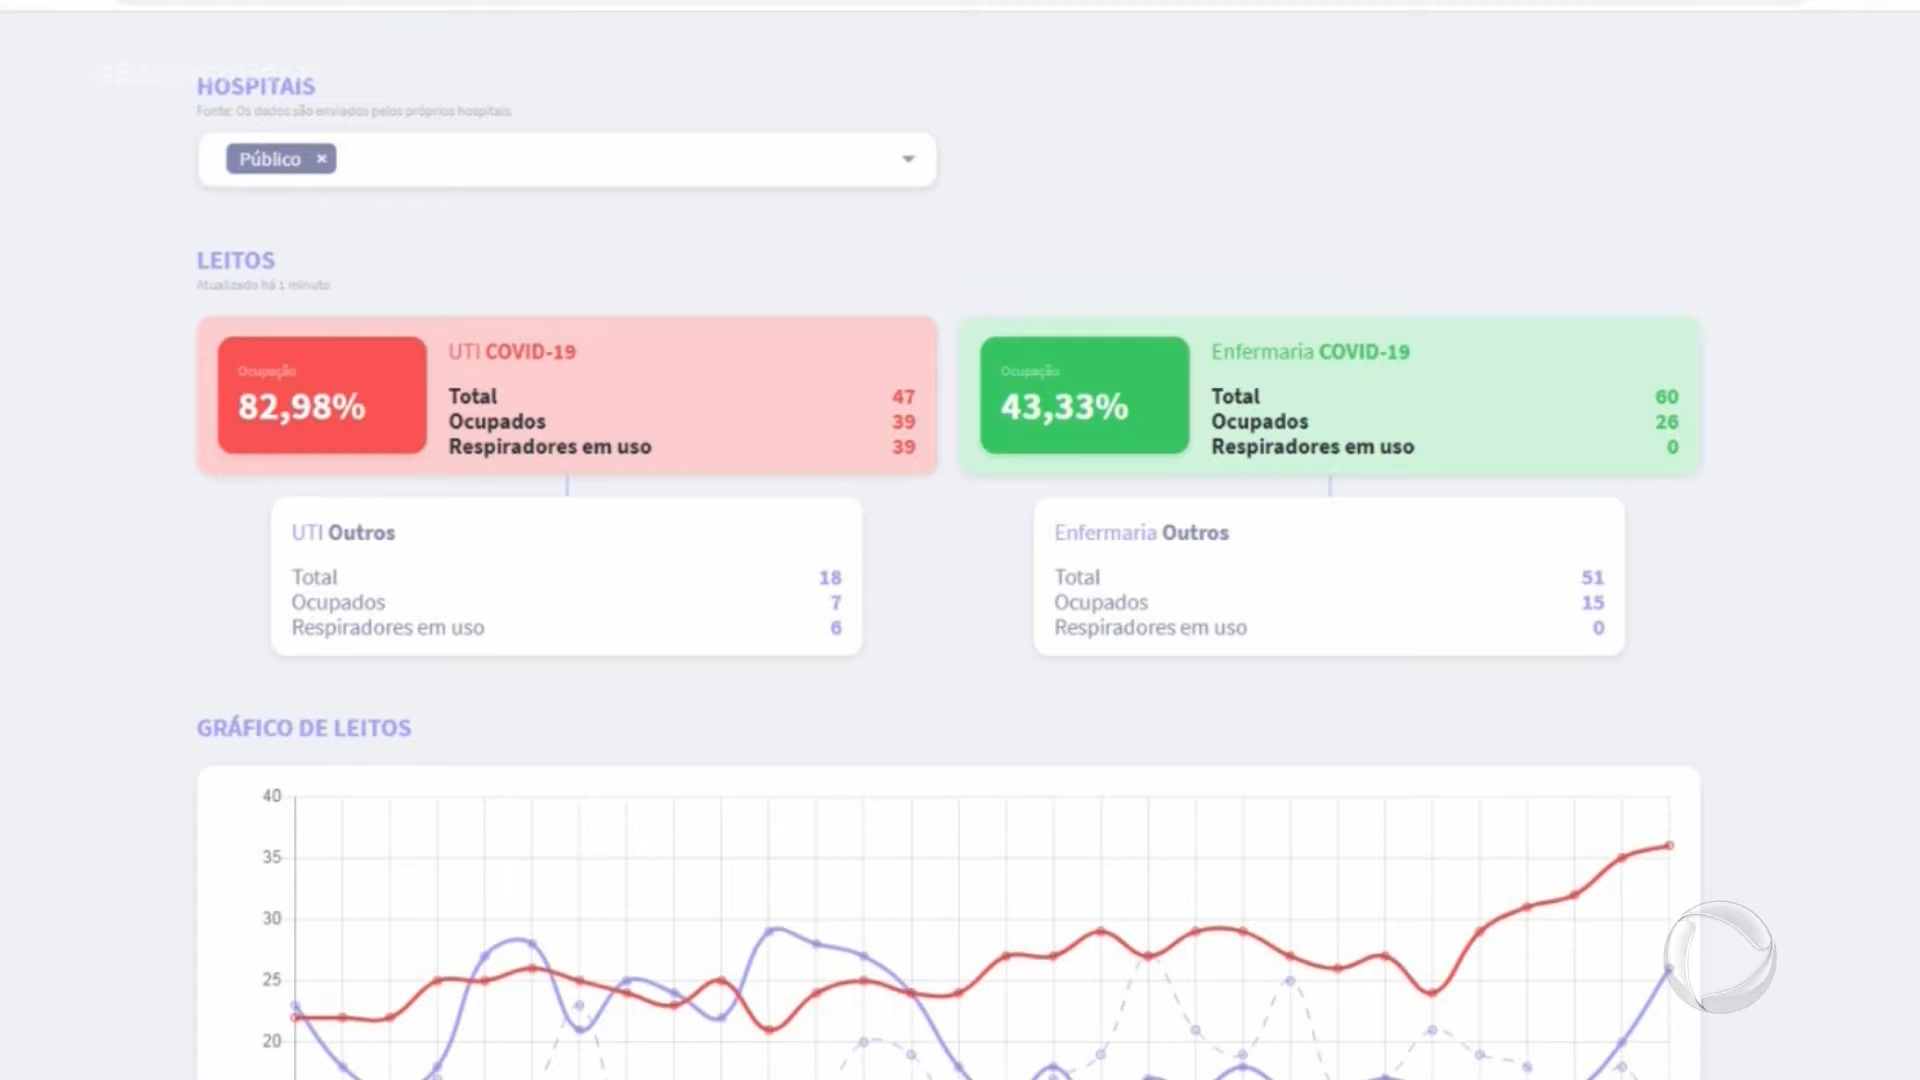 HOSPITAIS
Fonte: Os dados são enviados pelos próprios hospitais.
Público ×
LEITOS
Atualizado há 1 minuto
Ocupação
82,98%
UTI COVID-19
Total 47
Ocupados 39
Respiradores em uso 39
Ocupação
43,33%
Enfermaria COVID-19
Total 60
Ocupados 26
Respiradores em uso 0
UTI Outros
Total 18
Ocupados 7
Respiradores em uso 6
Enfermaria Outros
Total 51
Ocupados 15
Respiradores em uso 0
GRÁFICO DE LEITOS
40
35
30
25
20